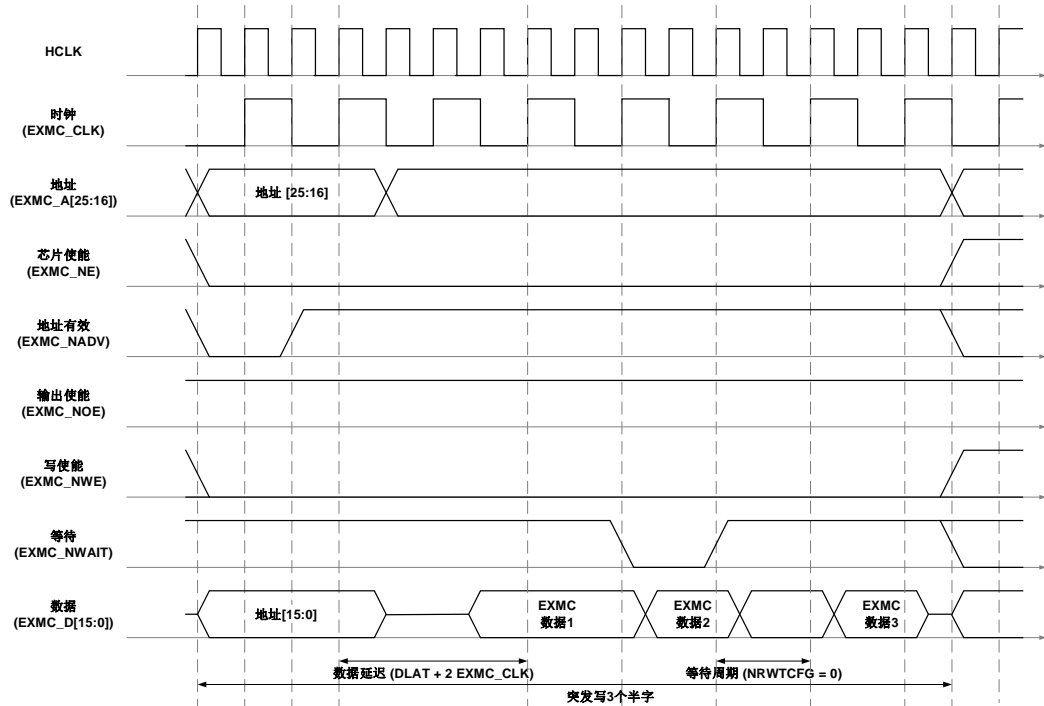 HCLK
时钟
(EXMC_CLK)
地址
(EXMC_A[25:16])
地址 [25:16]
芯片使能
(EXMC_NE)
地址有效
(EXMC_NADV)
输出使能
(EXMC_NOE)
写使能
(EXMC_NWE)
等待
(EXMC_NWAIT)
数据
(EXMC_D[15:0])
地址[15:0]
EXMC
数据1
EXMC
数据2
EXMC
数据3
数据延迟 (DLAT + 2 EXMC_CLK)
等待周期 (NRWTCFG = 0)
突发写3个半字